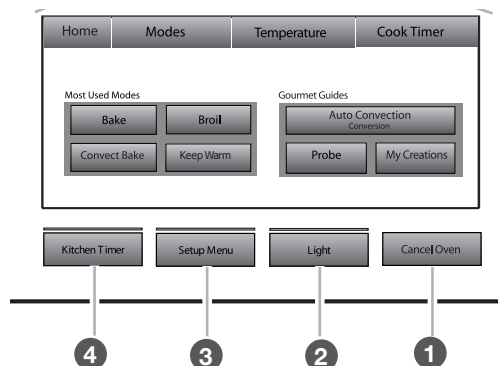 Home Modes Temperature Cook Timer
Most Used Modes Gourmet Guides
Bake Broil Auto Convection
Conversion
Convect Bake Keep Warm Probe My Creations
Kitchen Timer Setup Menu Light Cancel Oven
4 3 2 1